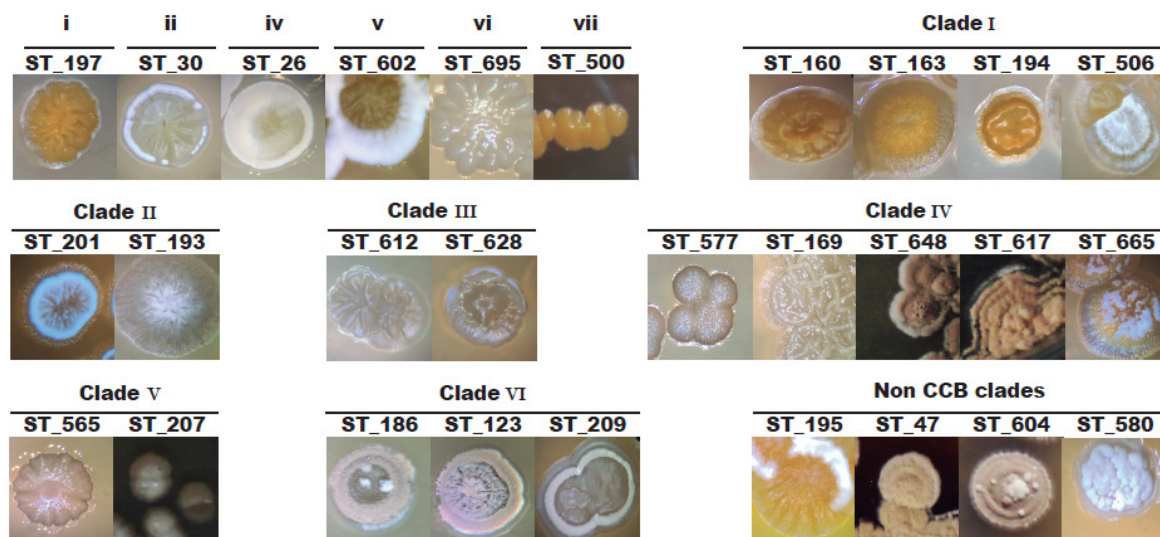 i ii iv v vi vii Clade I
ST_197 ST_30 ST_26 ST_602 ST_695 ST_500 ST_160 ST_163 ST_194 ST_506
Clade II Clade III Clade IV
ST_201 ST_193 ST_612 ST_628 ST_577 ST_169 ST_648 ST_617 ST_665
Clade V Clade VI Non CCB clades
ST_565 ST_207 ST_186 ST_123 ST_209 ST_195 ST_47 ST_604 ST_580